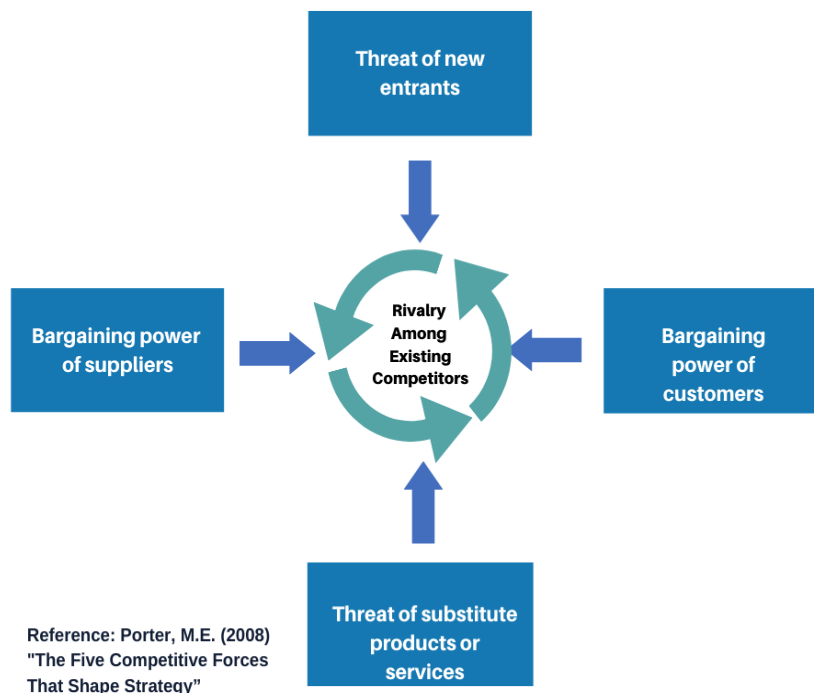 Threat of new
entrants
Bargaining power
of suppliers
Rivalry
Among
Existing
Competitors
Bargaining
power of
customers
Threat of substitute
products or
services
Reference: Porter, M.E. (2008)
"The Five Competitive Forces
That Shape Strategy”